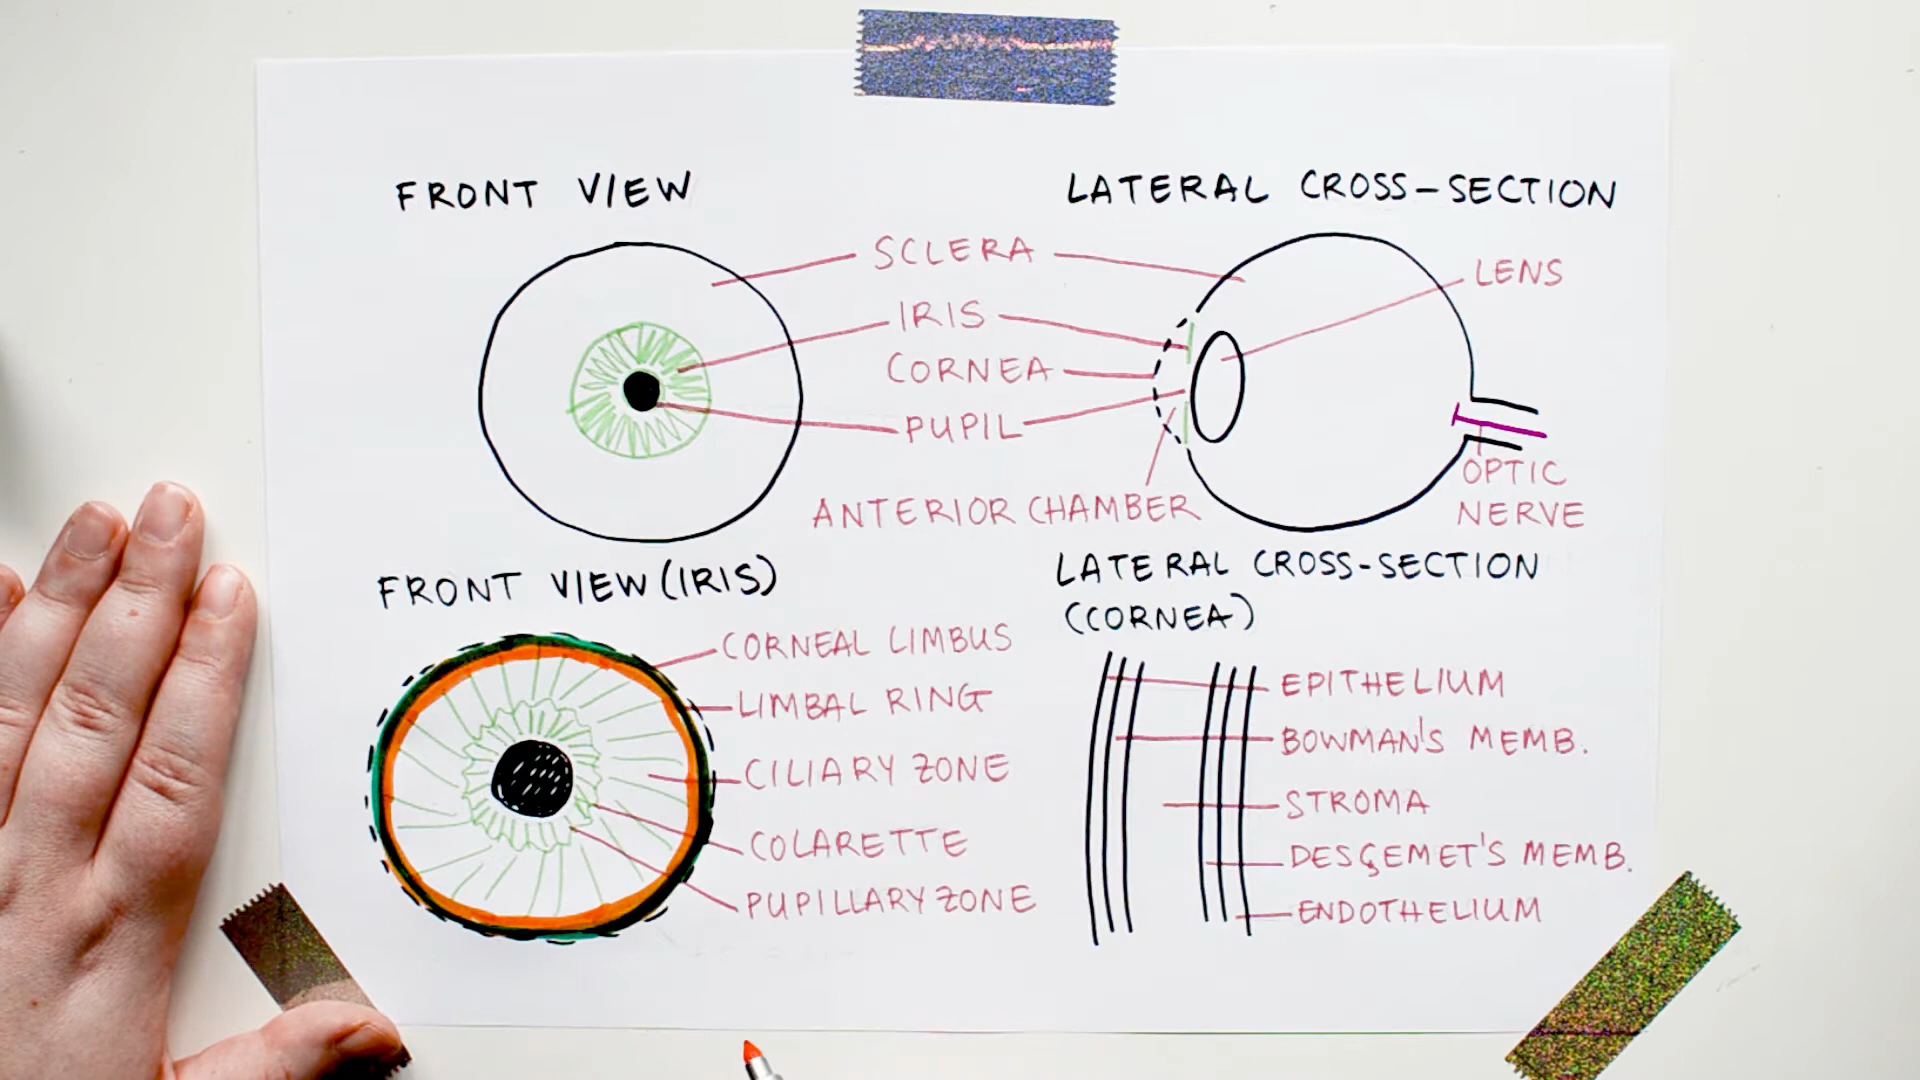 FRONT VIEW
LATERAL CROSS-SECTION
SCLERA
IRIS
CORNEA
PUPIL
ANTERIOR CHAMBER
LENS
OPTIC
NERVE
FRONT VIEW (IRIS)
CORNEAL LIMBUS
LIMBAL RING
CILIARY ZONE
COLARETTE
PUPILLARY ZONE
LATERAL CROSS-SECTION
(CORNEA)
EPITHELIUM
BOWMAN'S MEMB.
STROMA
DESÇEMET'S MEMB.
ENDOTHELIUM